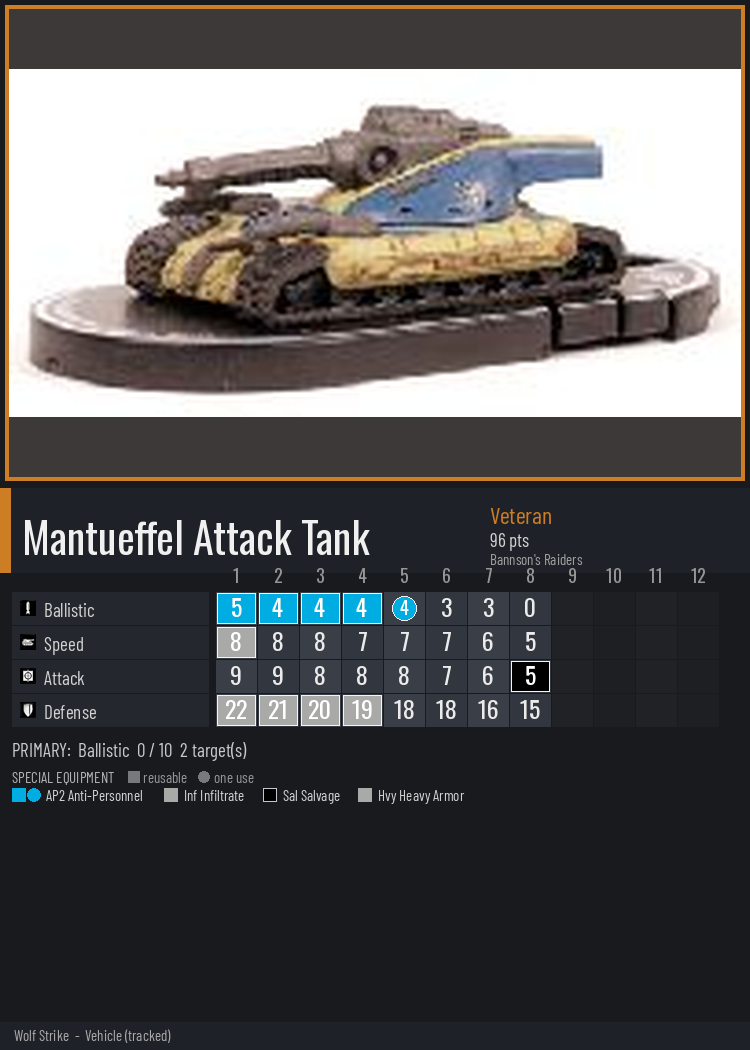 Mantueffel Attack Tank
Veteran
96 pts
Bannson's Raiders
1 2 3 4 5 6 7 8 9 10 11 12
Ballistic 5 4 4 4 4 3 3 0
Speed 8 8 8 7 7 7 6 5
Attack 9 9 8 8 8 7 6 5
Defense 22 21 20 19 18 18 16 15
PRIMARY: Ballistic 0 / 10 2 target(s)
SPECIAL EQUIPMENT reusable one use
AP2 Anti-Personnel Inf Infiltrate Sal Salvage Hvy Heavy Armor
Wolf Strike - Vehicle (tracked)